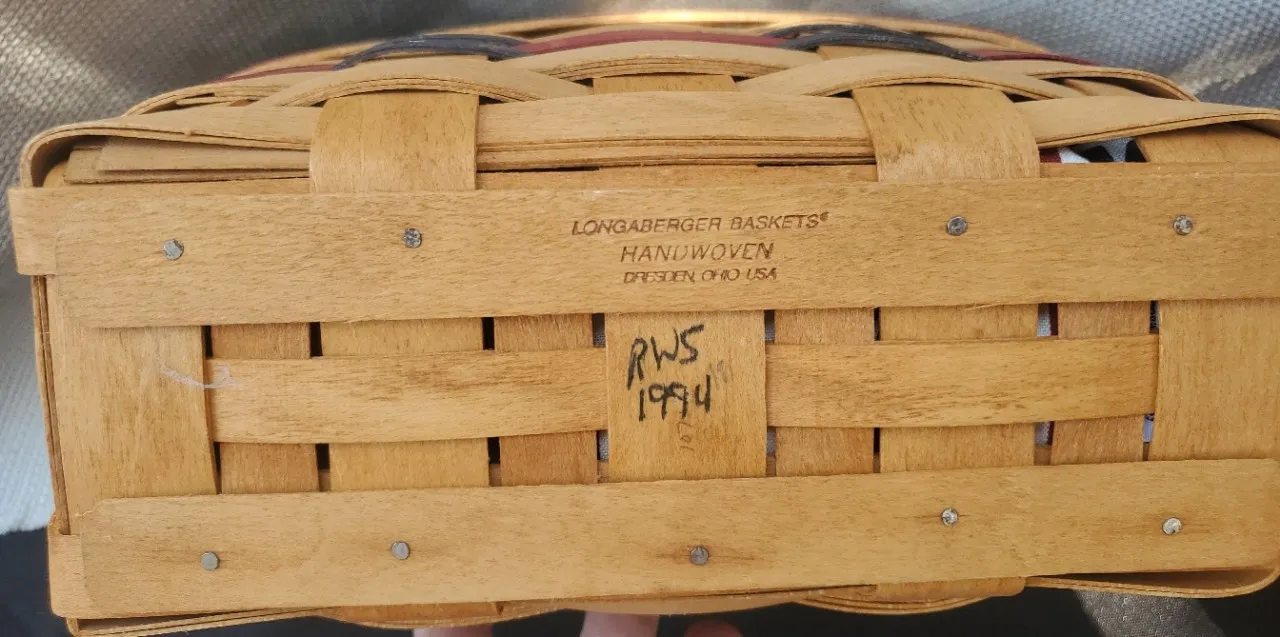 LONGABERGER BASKETS®
HANDWOVEN
DRESDEN, OHIO USA
RWS
1994